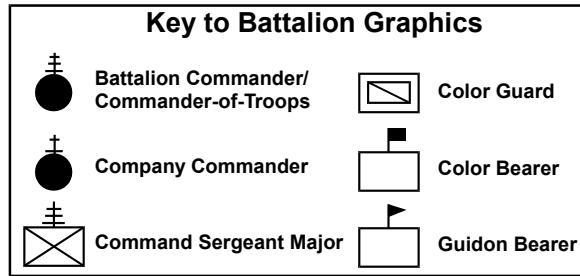 Key to Battalion Graphics
Battalion Commander/
Commander-of-Troops
Color Guard
Company Commander
Color Bearer
Command Sergeant Major
Guidon Bearer